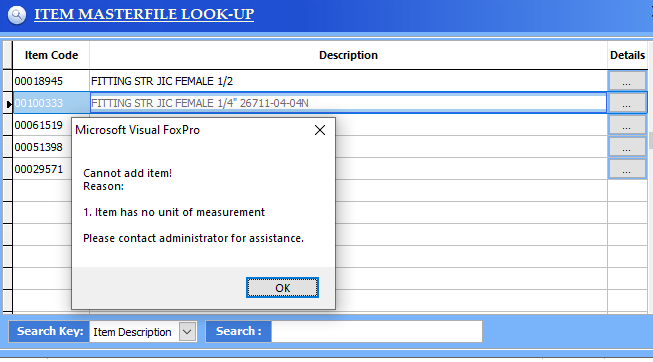 ITEM MASTERFILE LOOK-UP
Item Code Description Details
00018945 FITTING STR JIC FEMALE 1/2 ...
00100333 FITTING STR JIC FEMALE 1/4" 26711-04-04N ...
00061519 ...
00051398 ...
00029571 ...
Microsoft Visual FoxPro
Cannot add item!
Reason:
1. Item has no unit of measurement
Please contact administrator for assistance.
OK
Search Key: Item Description Search :